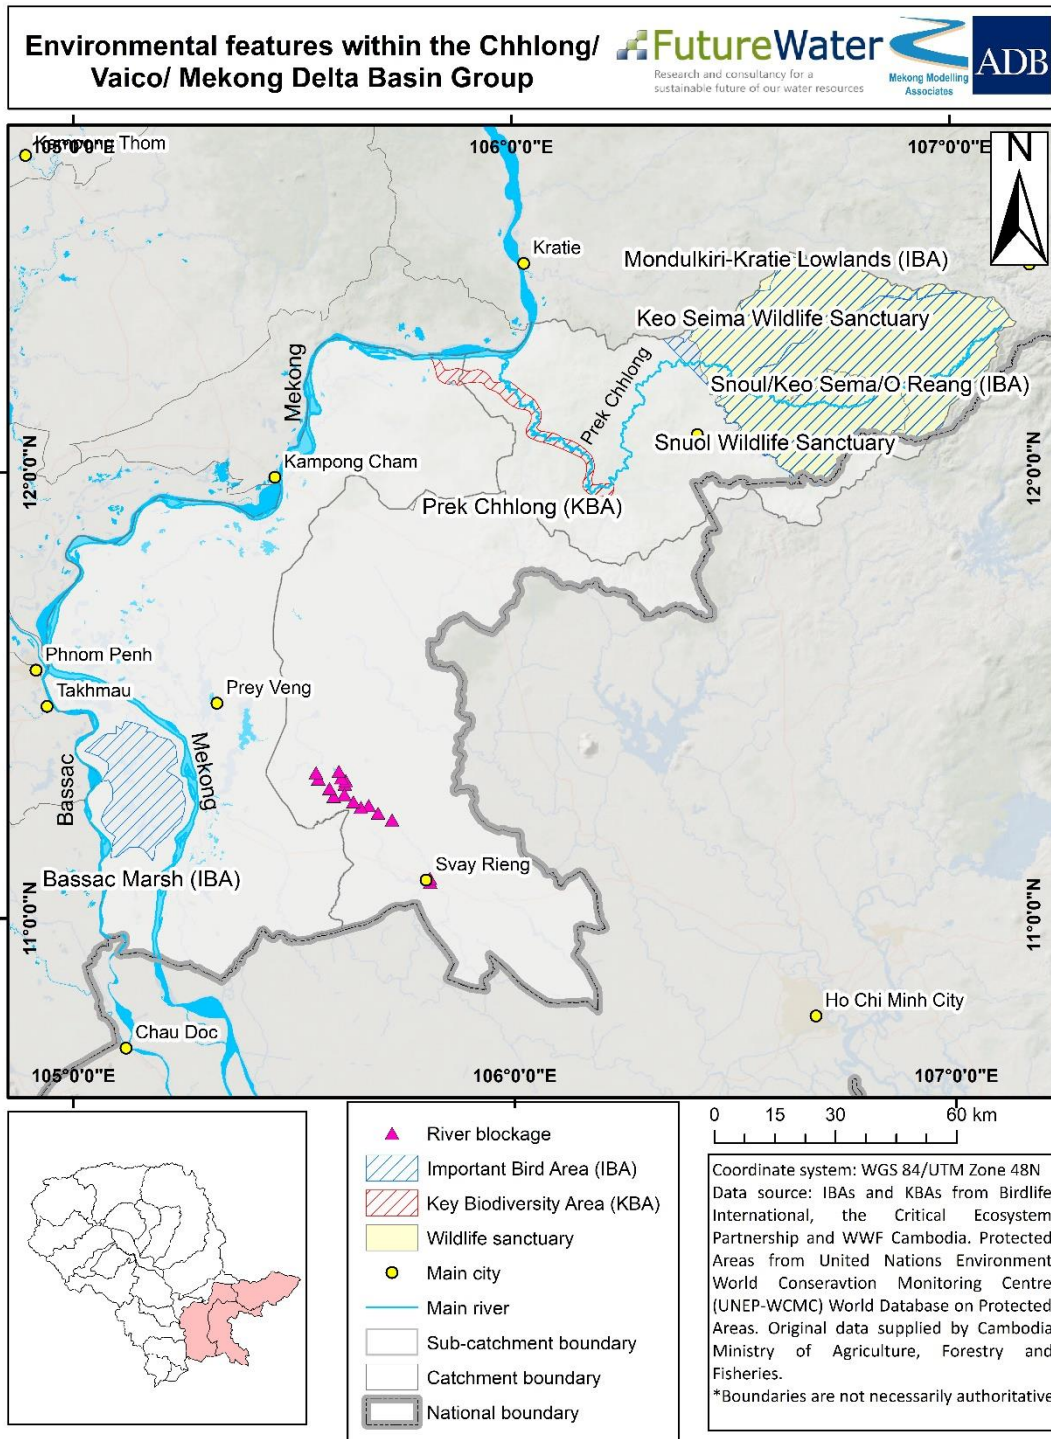 Environmental features within the Chhlong/
Vaico/ Mekong Delta Basin Group
FutureWater
Research and consultancy for a
sustainable future of our water resources
Mekong Modelling
Associates
ADB
Kampong Thom
105°0'0"E
106°0'0"E
107°0'0"E
N
Kratie
Mondulkiri-Kratie Lowlands (IBA)
Keo Seima Wildlife Sanctuary
Mekong
Prek Chhlong
Snoul/Keo Sema/O Reang (IBA)
Snuol Wildlife Sanctuary
Kampong Cham
12°0'0"N
12°0'0"N
Prek Chhlong (KBA)
Phnom Penh
Takhmau
Prey Veng
Bassac
Mekong
Svay Rieng
Bassac Marsh (IBA)
11°0'0"N
11°0'0"N
Ho Chi Minh City
Chau Doc
105°0'0"E
106°0'0"E
107°0'0"E
River blockage
Important Bird Area (IBA)
Key Biodiversity Area (KBA)
Wildlife sanctuary
Main city
Main river
Sub-catchment boundary
Catchment boundary
National boundary
0 15 30 60 km
Coordinate system: WGS 84/UTM Zone 48N
Data source: IBAs and KBAs from Birdlife
International, the Critical Ecosystem
Partnership and WWF Cambodia. Protected
Areas from United Nations Environment
World Conseravtion Monitoring Centre
(UNEP-WCMC) World Database on Protected
Areas. Original data supplied by Cambodia
Ministry of Agriculture, Forestry and
Fisheries.
*Boundaries are not necessarily authoritative